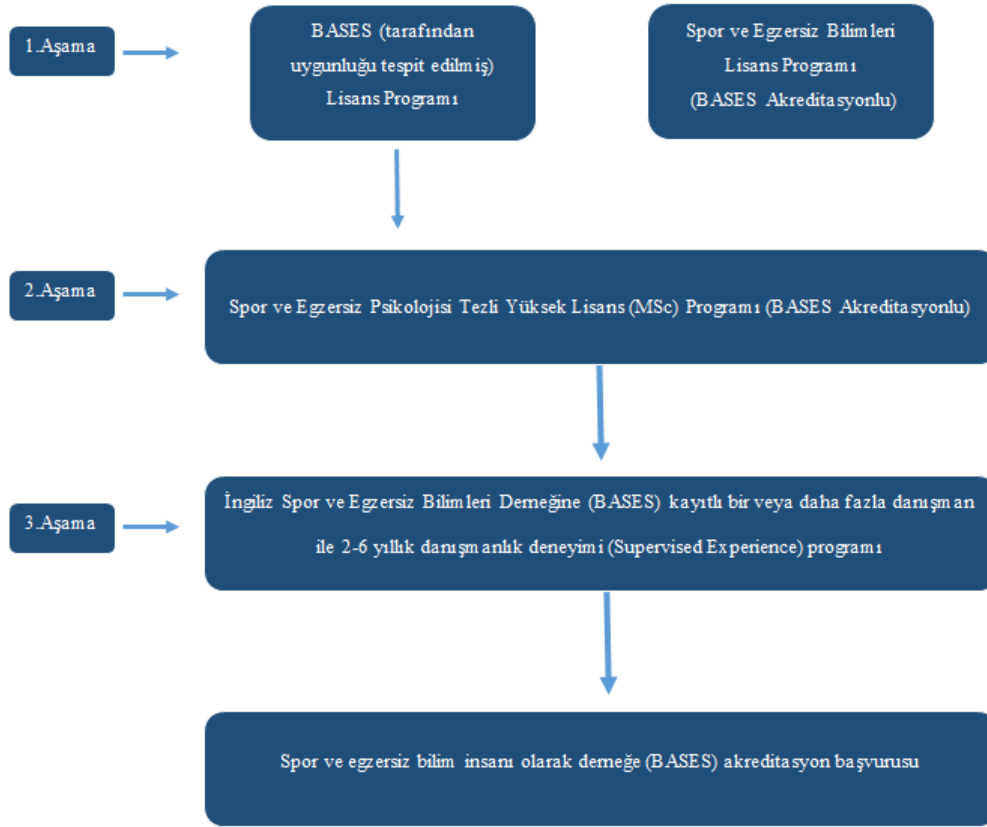 1.Aşama
BASES (tarafından
uygunluğu tespit edilmiş)
Lisans Programı
Spor ve Egzersiz Bilimleri
Lisans Programı
(BASES Akreditasyonlu)
2.Aşama
Spor ve Egzersiz Psikolojisi Tezli Yüksek Lisans (MSc) Programı (BASES Akreditasyonlu)
3.Aşama
İngiliz Spor ve Egzersiz Bilimleri Derneğine (BASES) kayıtlı bir veya daha fazla danışman
ile 2-6 yıllık danışmanlık deneyimi (Supervised Experience) programı
Spor ve egzersiz bilim insanı olarak derneğe (BASES) akreditasyon başvurusu